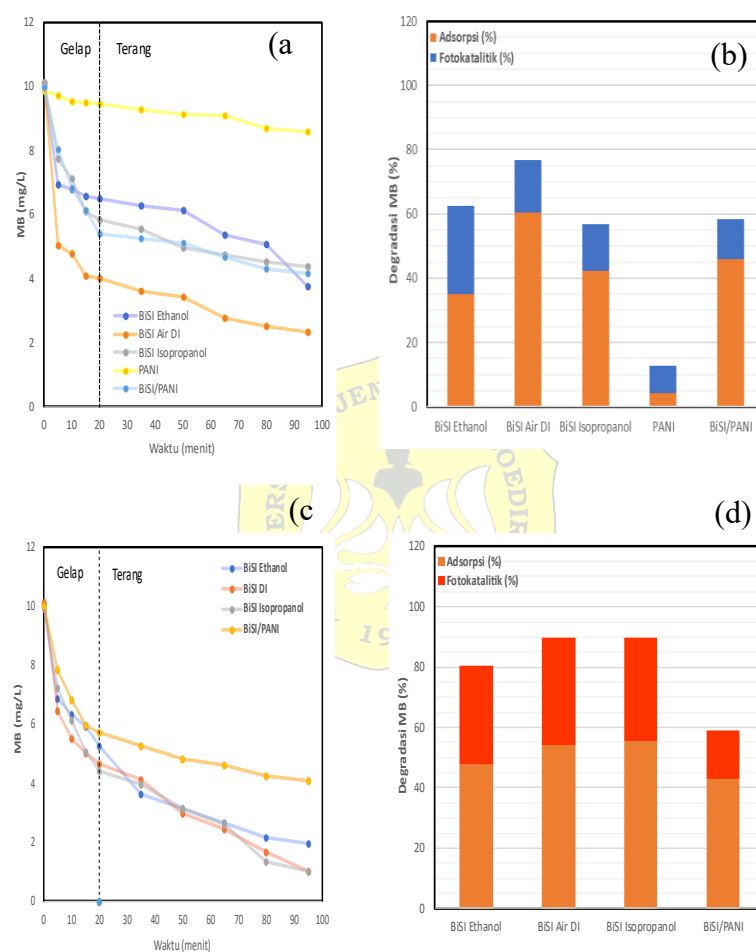 (a
Gelap
Terang
MB (mg/L)
12
10
8
6
4
2
0
BiSI Ethanol
BiSI Air DI
BiSI Isopropanol
PANI
BiSI/PANI
0
10
20
30
40
50
60
70
80
90
100
Waktu (menit)
(b)
Adsorpsi (%)
Fotokatalitik (%)
Degradasi MB (%)
120
100
80
60
40
20
0
BiSI Ethanol
BiSI Air DI
BiSI Isopropanol
PANI
BiSI/PANI
(c
Gelap
Terang
MB (mg/L)
12
10
8
6
4
2
0
BiSI Ethanol
BiSI DI
BiSI Isopropanol
BiSI/PANI
0
10
20
30
40
50
60
70
80
90
100
Waktu (menit)
(d)
Adsorpsi (%)
Fotokatalitik (%)
Degradasi MB (%)
120
100
80
60
40
20
0
BiSI Ethanol
BiSI Air DI
BiSI Isopropanol
BiSI/PANI
JEN
OEDIR
ERS
19